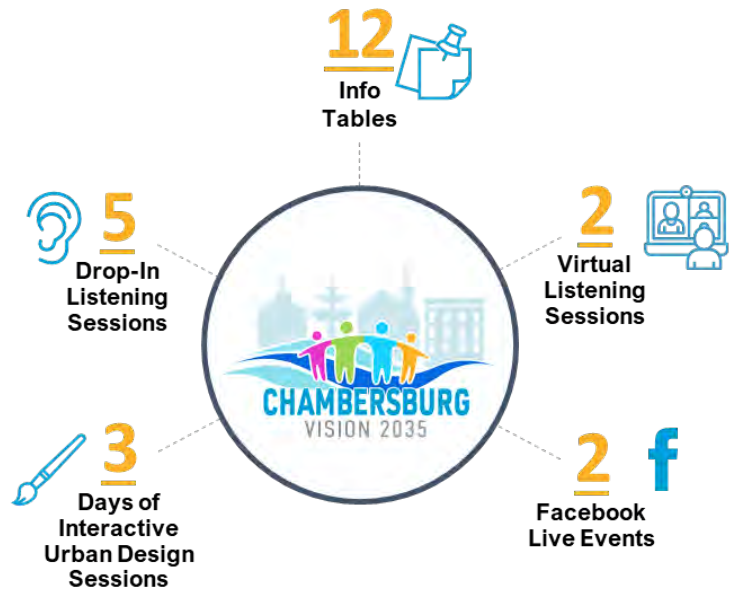 12
Info
Tables
5
Drop-In
Listening
Sessions
2
Virtual
Listening
Sessions
CHAMBERSBURG
VISION 2035
3
Days of
Interactive
Urban Design
Sessions
2
Facebook
Live Events
f